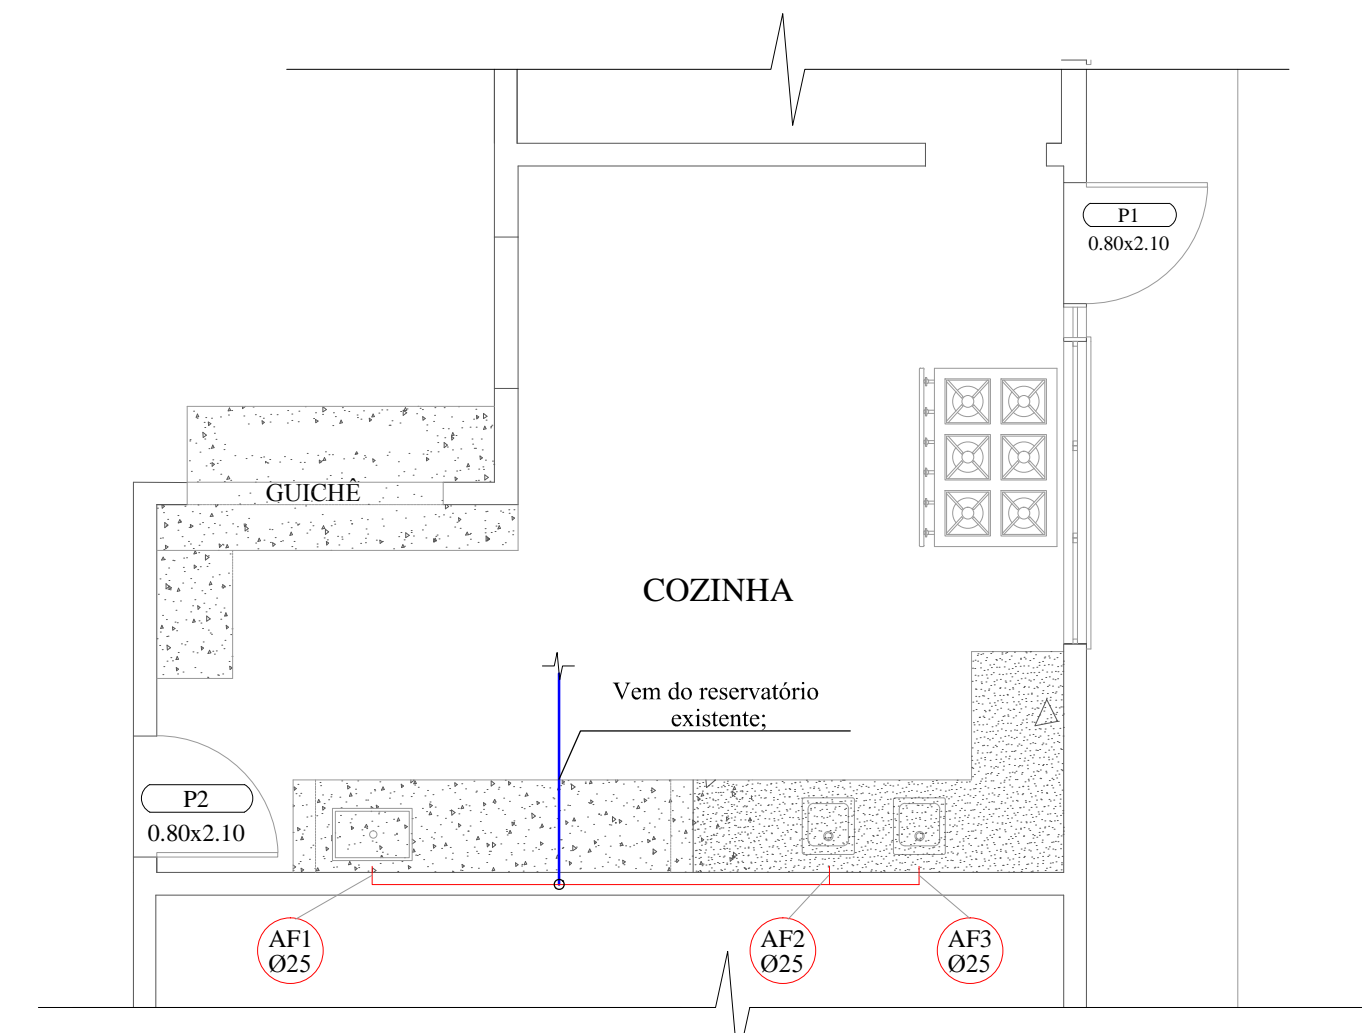 P1
0.80x2.10
GUICHÊ
COZINHA
Vem do reservatório
existente;
P2
0.80x2.10
AF1
Ø25
AF2
Ø25
AF3
Ø25